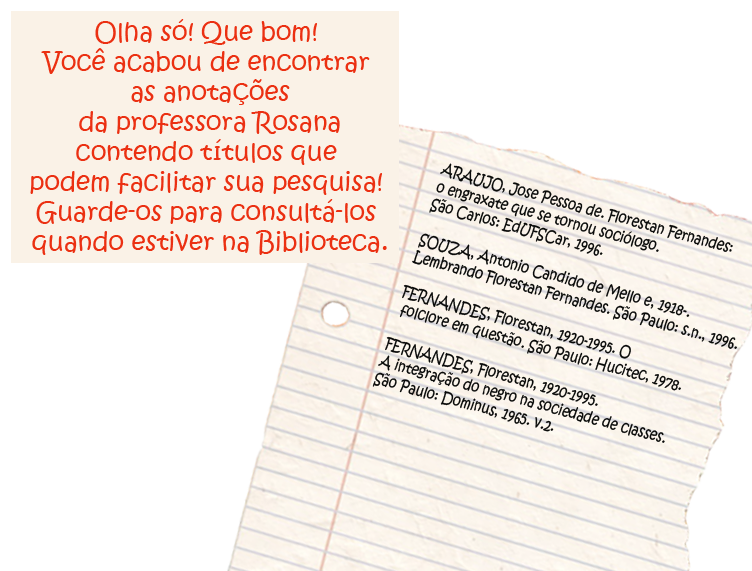 Olha só! Que bom!
Você acabou de encontrar
as anotações
da professora Rosana
contendo títulos que
podem facilitar sua pesquisa!
Guarde-os para consultá-los
quando estiver na Biblioteca.
ARAUJO, Jose Pessoa de. Florestan Fernandes:
o engraxate que se tornou sociólogo.
São Carlos: EdUFSCar, 1996.
SOUZA, Antonio Candido de Mello e, 1918-.
Lembrando Florestan Fernandes. São Paulo: s.n., 1996.
FERNANDES, Florestan, 1920-1995. O
folclore em questão. São Paulo: Hucitec, 1978.
FERNANDES, Florestan, 1920-1995.
A integração do negro na sociedade de classes.
São Paulo: Dominus, 1965. v.2.